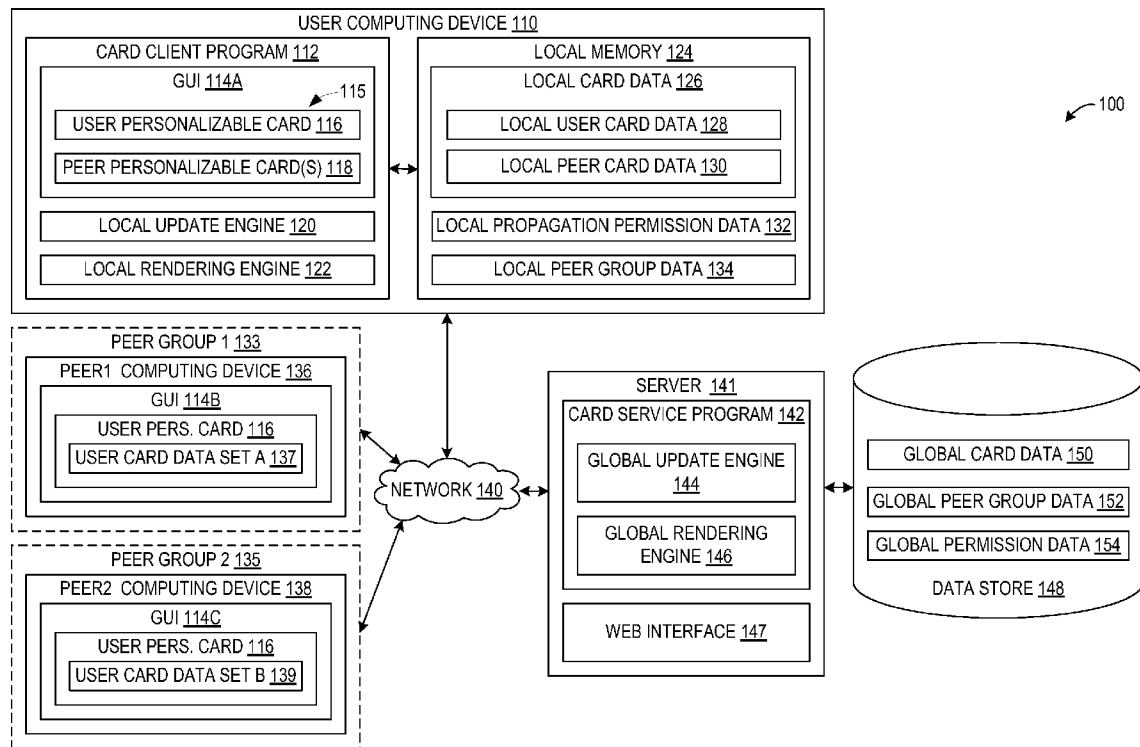 USER COMPUTING DEVICE 110
CARD CLIENT PROGRAM 112
GUI 114A
115
USER PERSONALIZABLE CARD 116
PEER PERSONALIZABLE CARD(S) 118
LOCAL UPDATE ENGINE 120
LOCAL RENDERING ENGINE 122
LOCAL MEMORY 124
LOCAL CARD DATA 126
LOCAL USER CARD DATA 128
LOCAL PEER CARD DATA 130
LOCAL PROPAGATION PERMISSION DATA 132
LOCAL PEER GROUP DATA 134
100
PEER GROUP 1 133
PEER1 COMPUTING DEVICE 136
GUI 114B
USER PERS. CARD 116
USER CARD DATA SET A 137
PEER GROUP 2 135
PEER2 COMPUTING DEVICE 138
GUI 114C
USER PERS. CARD 116
USER CARD DATA SET B 139
NETWORK 140
SERVER 141
CARD SERVICE PROGRAM 142
GLOBAL UPDATE ENGINE
144
GLOBAL RENDERING
ENGINE 146
WEB INTERFACE 147
GLOBAL CARD DATA 150
GLOBAL PEER GROUP DATA 152
GLOBAL PERMISSION DATA 154
DATA STORE 148